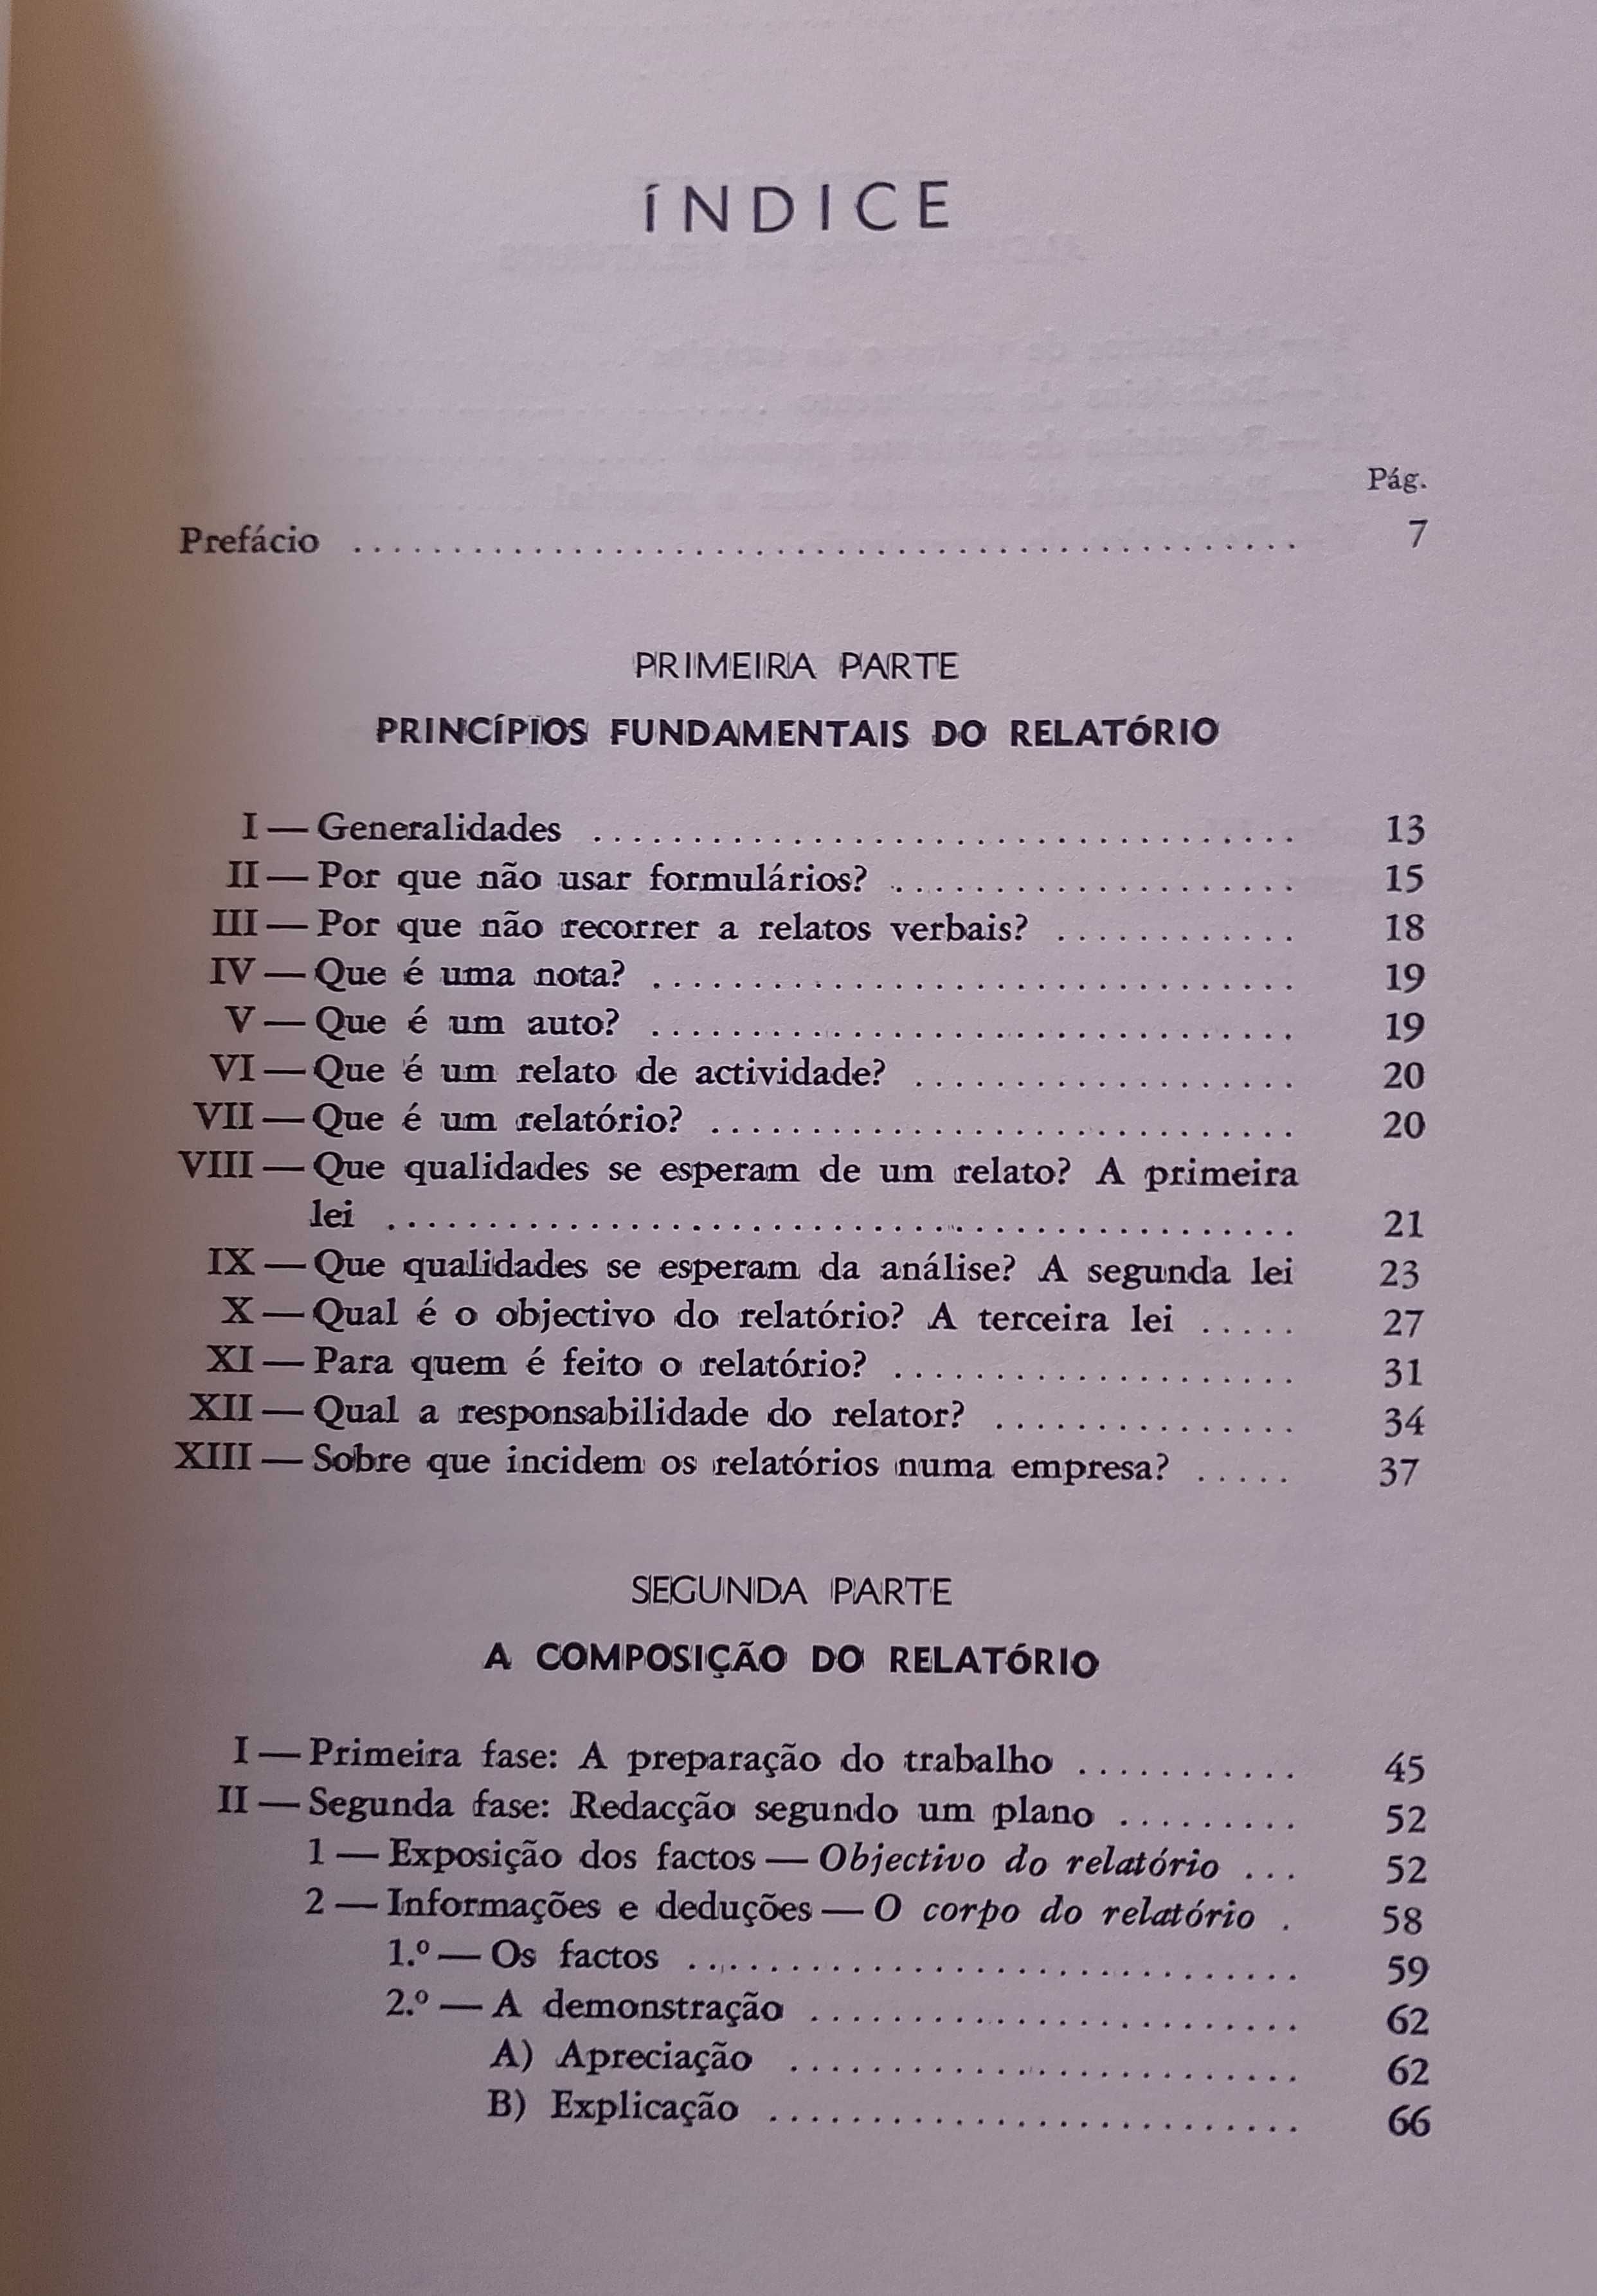 ÍNDICE
Pág.
Prefácio .......... 7
PRIMEIRA PARTE
PRINCÍPIOS FUNDAMENTAIS DO RELATÓRIO
I — Generalidades .......... 13
II — Por que não usar formulários? .......... 15
III — Por que não recorrer a relatos verbais? .......... 18
IV — Que é uma nota? .......... 19
V — Que é um auto? .......... 19
VI — Que é um relato de actividade? .......... 20
VII — Que é um relatório? .......... 20
VIII — Que qualidades se esperam de um relato? A primeira
lei .......... 21
IX — Que qualidades se esperam da análise? A segunda lei 23
X — Qual é o objectivo do relatório? A terceira lei ..... 27
XI — Para quem é feito o relatório? .......... 31
XII — Qual a responsabilidade do relator? .......... 34
XIII — Sobre que incidem os relatórios numa empresa? ..... 37
SEGUNDA PARTE
A COMPOSIÇÃO DO RELATÓRIO
I — Primeira fase: A preparação do trabalho .......... 45
II — Segunda fase: Redacção segundo um plano ......... 52
1 — Exposição dos factos — Objectivo do relatório ... 52
2 — Informações e deduções — O corpo do relatório . 58
1.º — Os factos .......... 59
2.º — A demonstração .......... 62
A) Apreciação .......... 62
B) Explicação .......... 66